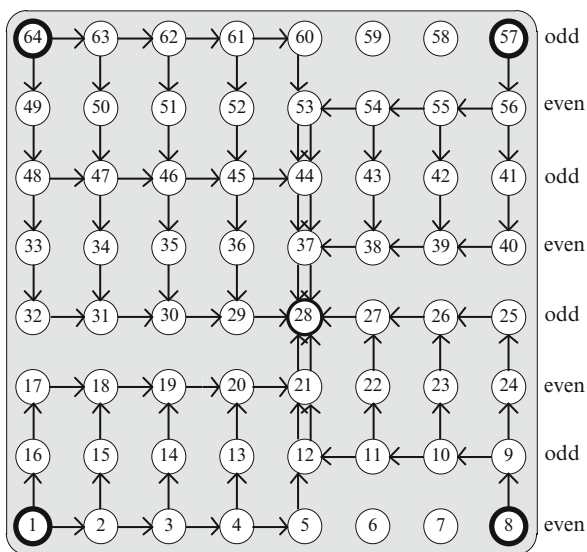 64 63 62 61 60 59 58 57 odd
49 50 51 52 53 54 55 56 even
48 47 46 45 44 43 42 41 odd
33 34 35 36 37 38 39 40 even
32 31 30 29 28 27 26 25 odd
17 18 19 20 21 22 23 24 even
16 15 14 13 12 11 10 9 odd
1 2 3 4 5 6 7 8 even